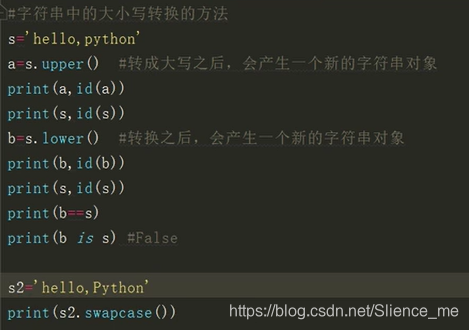 #字符串中的大小写转换的方法
s='hello,python'
a=s.upper()  #转成大写之后，会产生一个新的字符串对象
print(a,id(a))
print(s,id(s))
b=s.lower()  #转换之后，会产生一个新的字符串对象
print(b,id(b))
print(s,id(s))
print(b==s)
print(b is s) #False
s2='hello,Python'
print(s2.swapcase())
https://blog.csdn.net/Slience_me